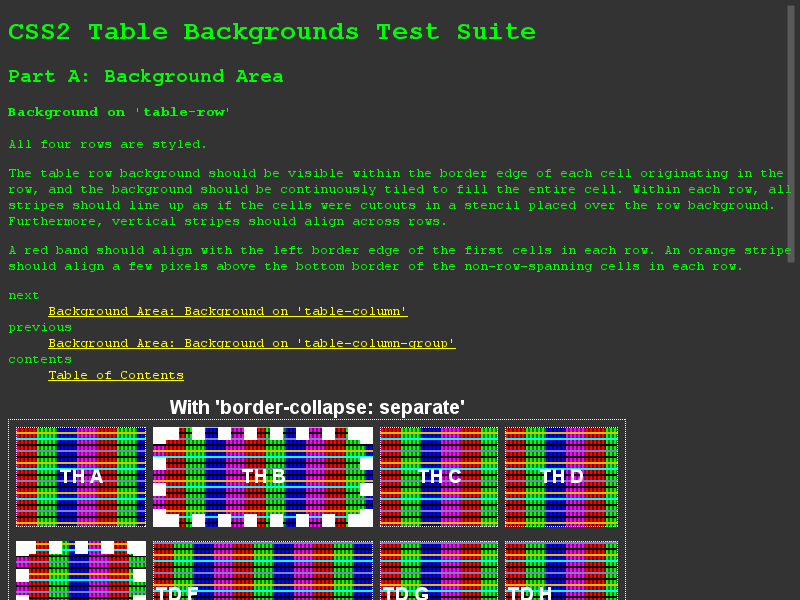 CSS2 Table Backgrounds Test Suite
Part A: Background Area
Background on 'table-row'
All four rows are styled.
The table row background should be visible within the border edge of each cell originating in the
row, and the background should be continuously tiled to fill the entire cell. Within each row, all
stripes should line up as if the cells were cutouts in a stencil placed over the row background.
Furthermore, vertical stripes should align across rows.
A red band should align with the left border edge of the first cells in each row. An orange stripe
should align a few pixels above the bottom border of the non-row-spanning cells in each row.
next
Background Area: Background on 'table-column'
previous
Background Area: Background on 'table-column-group'
contents
Table of Contents
With 'border-collapse: separate'
TH A TH B TH C TH D
TD F TD G TD H